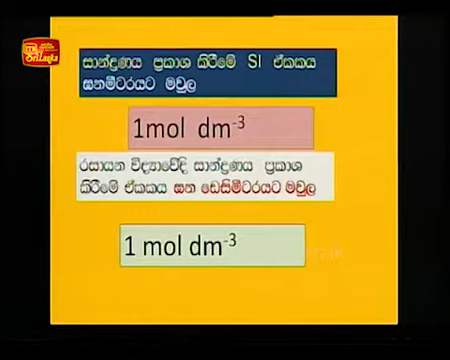 සාන්ද්‍රණය ප්‍රකාශ කිරීමේ SI ඒකකය
ඝනමීටරයට මවුල
1mol dm-3
රසායන විද්‍යාවේදි සාන්ද්‍රණය ප්‍රකාශ
කිරීමේ ඒකකය ඝන ඩෙසිමීටරයට මවුල
1 mol dm-3